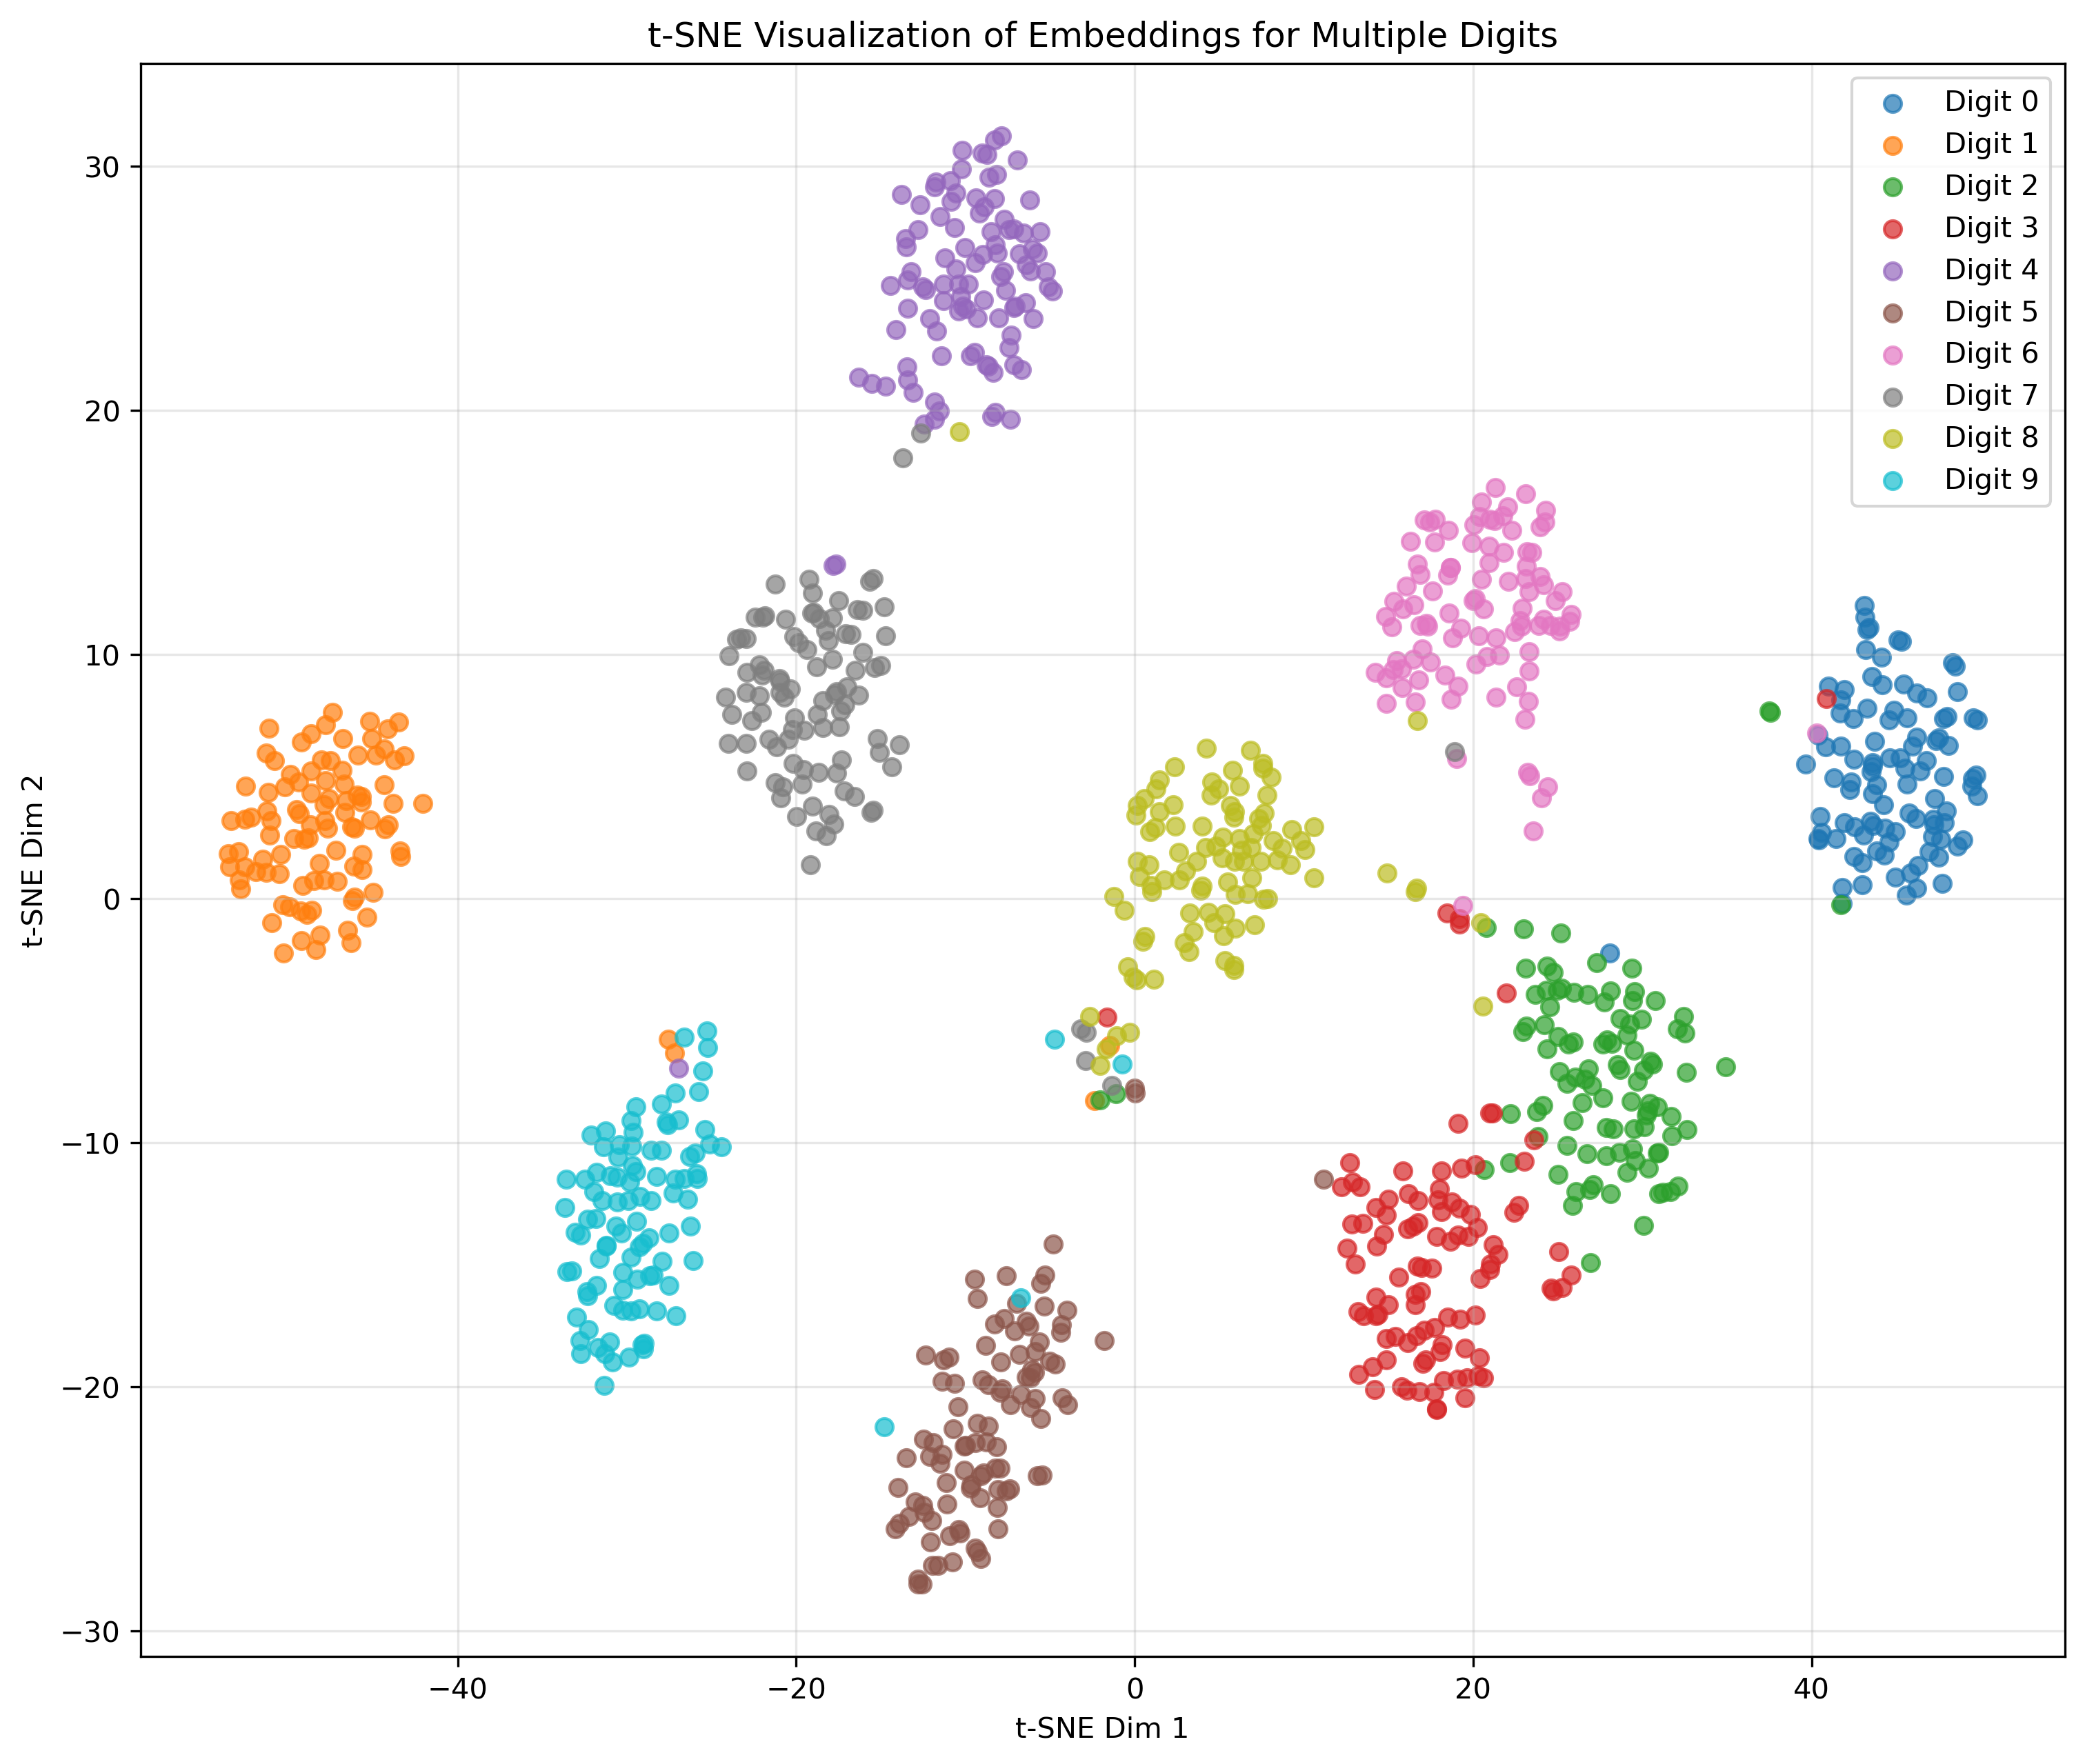 t-SNE Visualization of Embeddings for Multiple Digits
Digit 0
Digit 1
Digit 2
Digit 3
Digit 4
Digit 5
Digit 6
Digit 7
Digit 8
Digit 9
t-SNE Dim 2
30
20
10
0
−10
−20
−30
−40
−20
0
20
40
t-SNE Dim 1